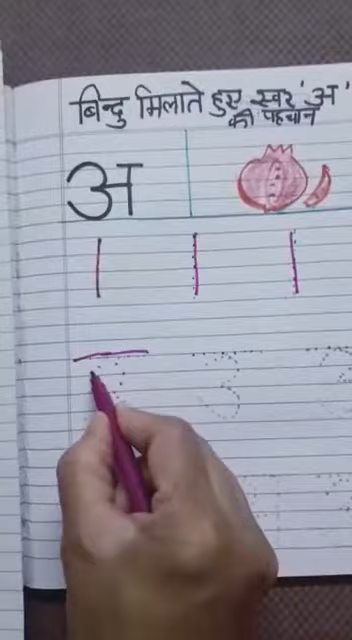 बिन्दु मिलाते हुए स्वर 'अ'
की पहचान
अ